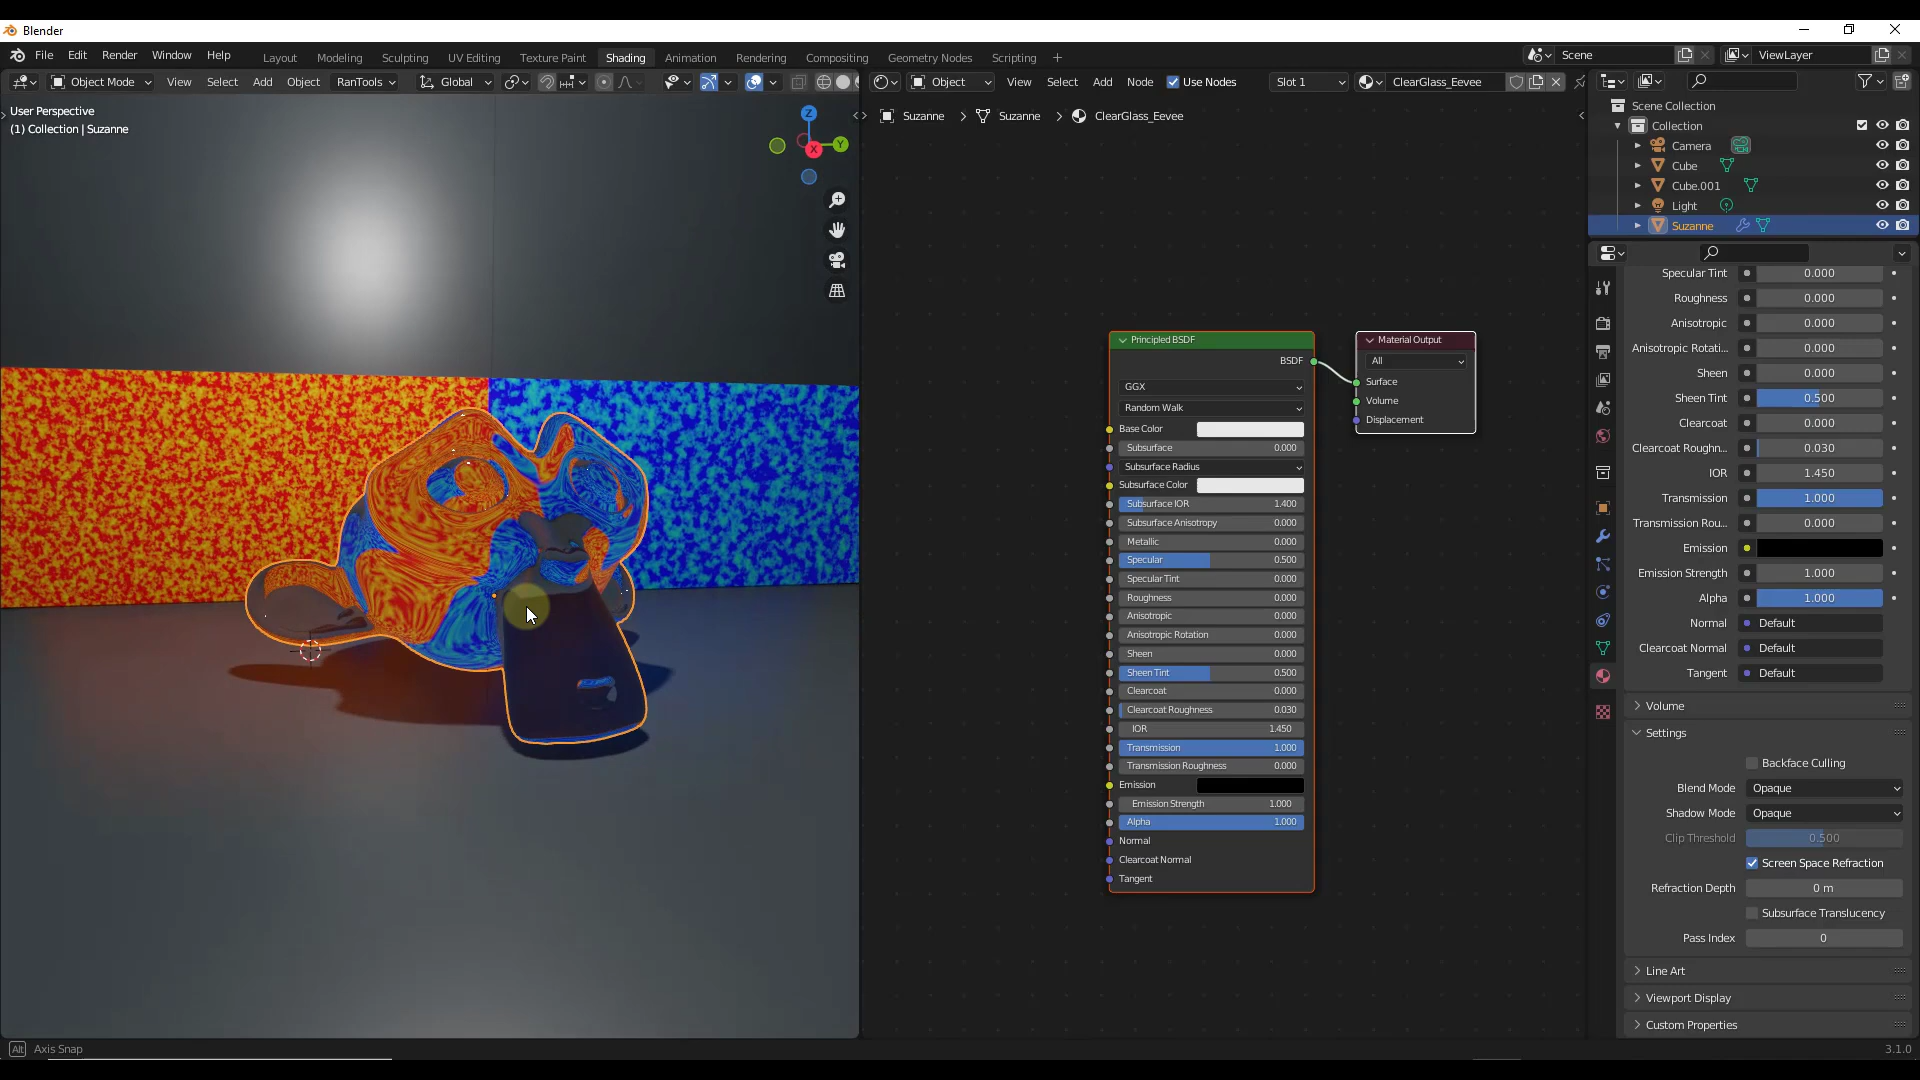 Blender
File Edit Render Window Help
Layout Modeling Sculpting UV Editing Texture Paint Shading Animation Rendering Compositing Geometry Nodes Scripting +
Scene
ViewLayer
Object Mode View Select Add Object RanTools Global
Object View Select Add Node Use Nodes Slot 1 ClearGlass_Eevee
User Perspective
(1) Collection | Suzanne
Z
Y
X
Suzanne > Suzanne > ClearGlass_Eevee
Principled BSDF
BSDF
GGX
Random Walk
Base Color
Subsurface 0.000
Subsurface Radius
Subsurface Color
Subsurface IOR 1.400
Subsurface Anisotropy 0.000
Metallic 0.000
Specular 0.500
Specular Tint 0.000
Roughness 0.000
Anisotropic 0.000
Anisotropic Rotation 0.000
Sheen 0.000
Sheen Tint 0.500
Clearcoat 0.000
Clearcoat Roughness 0.030
IOR 1.450
Transmission 1.000
Transmission Roughness 0.000
Emission
Emission Strength 1.000
Alpha 1.000
Normal
Clearcoat Normal
Tangent
Material Output
All
Surface
Volume
Displacement
Scene Collection
Collection
Camera
Cube
Cube.001
Light
Suzanne
Specular Tint 0.000
Roughness 0.000
Anisotropic 0.000
Anisotropic Rotati... 0.000
Sheen 0.000
Sheen Tint 0.500
Clearcoat 0.000
Clearcoat Roughn... 0.030
IOR 1.450
Transmission 1.000
Transmission Rou... 0.000
Emission
Emission Strength 1.000
Alpha 1.000
Normal Default
Clearcoat Normal Default
Tangent Default
Volume
Settings
Backface Culling
Blend Mode Opaque
Shadow Mode Opaque
Clip Threshold 0.500
Screen Space Refraction
Refraction Depth 0 m
Subsurface Translucency
Pass Index 0
Line Art
Viewport Display
Custom Properties
Alt Axis Snap
3.1.0